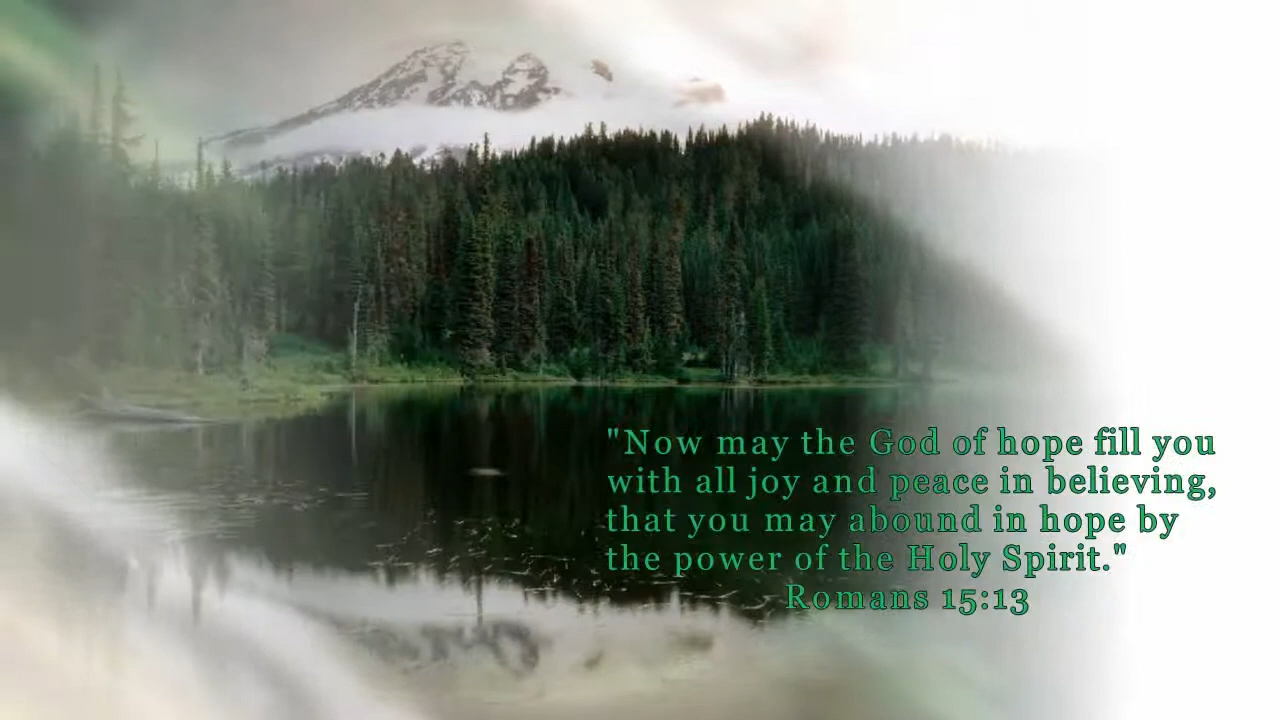 "Now may the God of hope fill you
with all joy and peace in believing,
that you may abound in hope by
the power of the Holy Spirit."
Romans 15:13